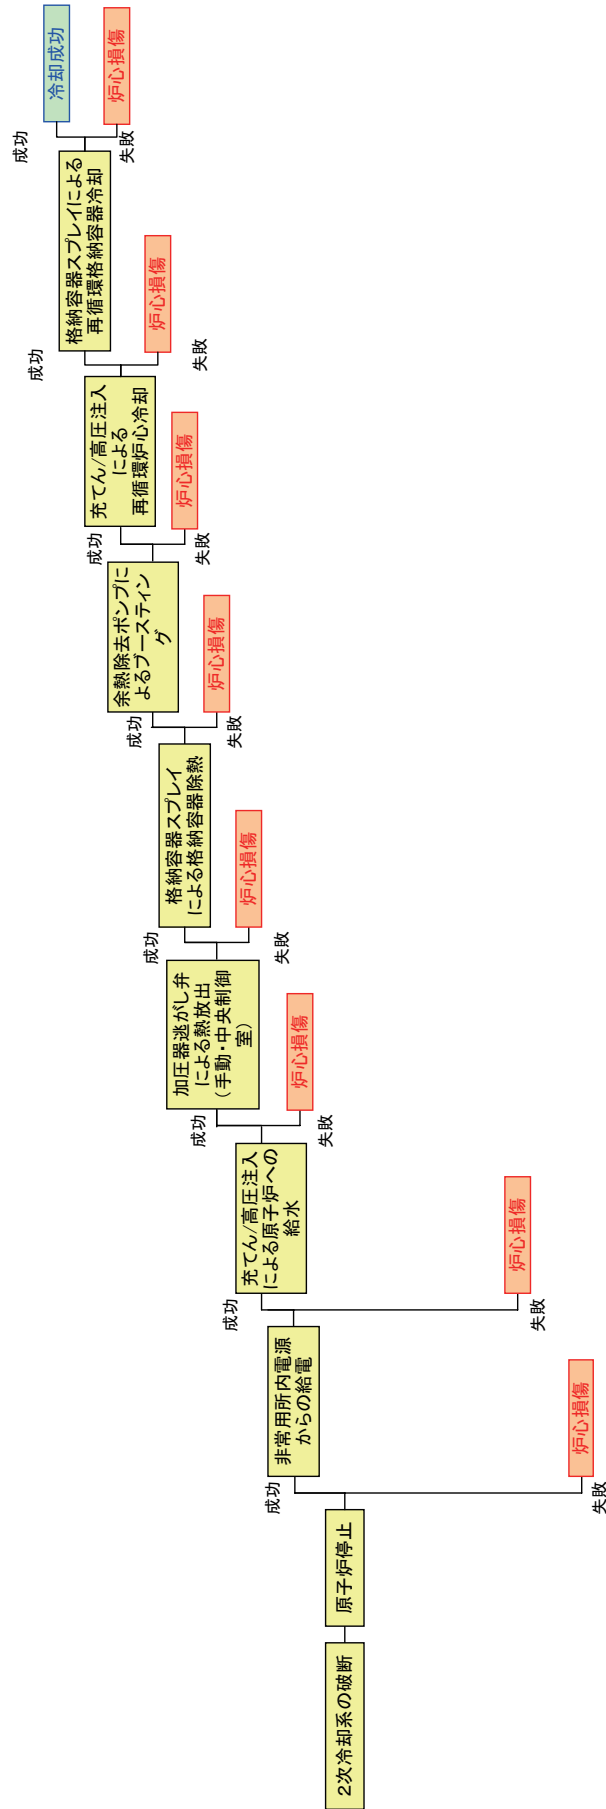 2次冷却系の破断
原子炉停止
成功
失敗
非常用所内電源
からの給電
炉心損傷
成功
失敗
充てん/高圧注入
による原子炉への
給水
炉心損傷
成功
失敗
加圧器逃がし弁
による熱放出
(手動・中央制御
室)
炉心損傷
成功
失敗
格納容器スプレイ
による格納容器除熱
炉心損傷
成功
失敗
余熱除去ポンプに
よるブースティン
グ
炉心損傷
成功
失敗
充てん/高圧注入
による
再循環炉心冷却
炉心損傷
成功
失敗
格納容器スプレイによる
再循環格納容器冷却
炉心損傷
成功
失敗
冷却成功
炉心損傷